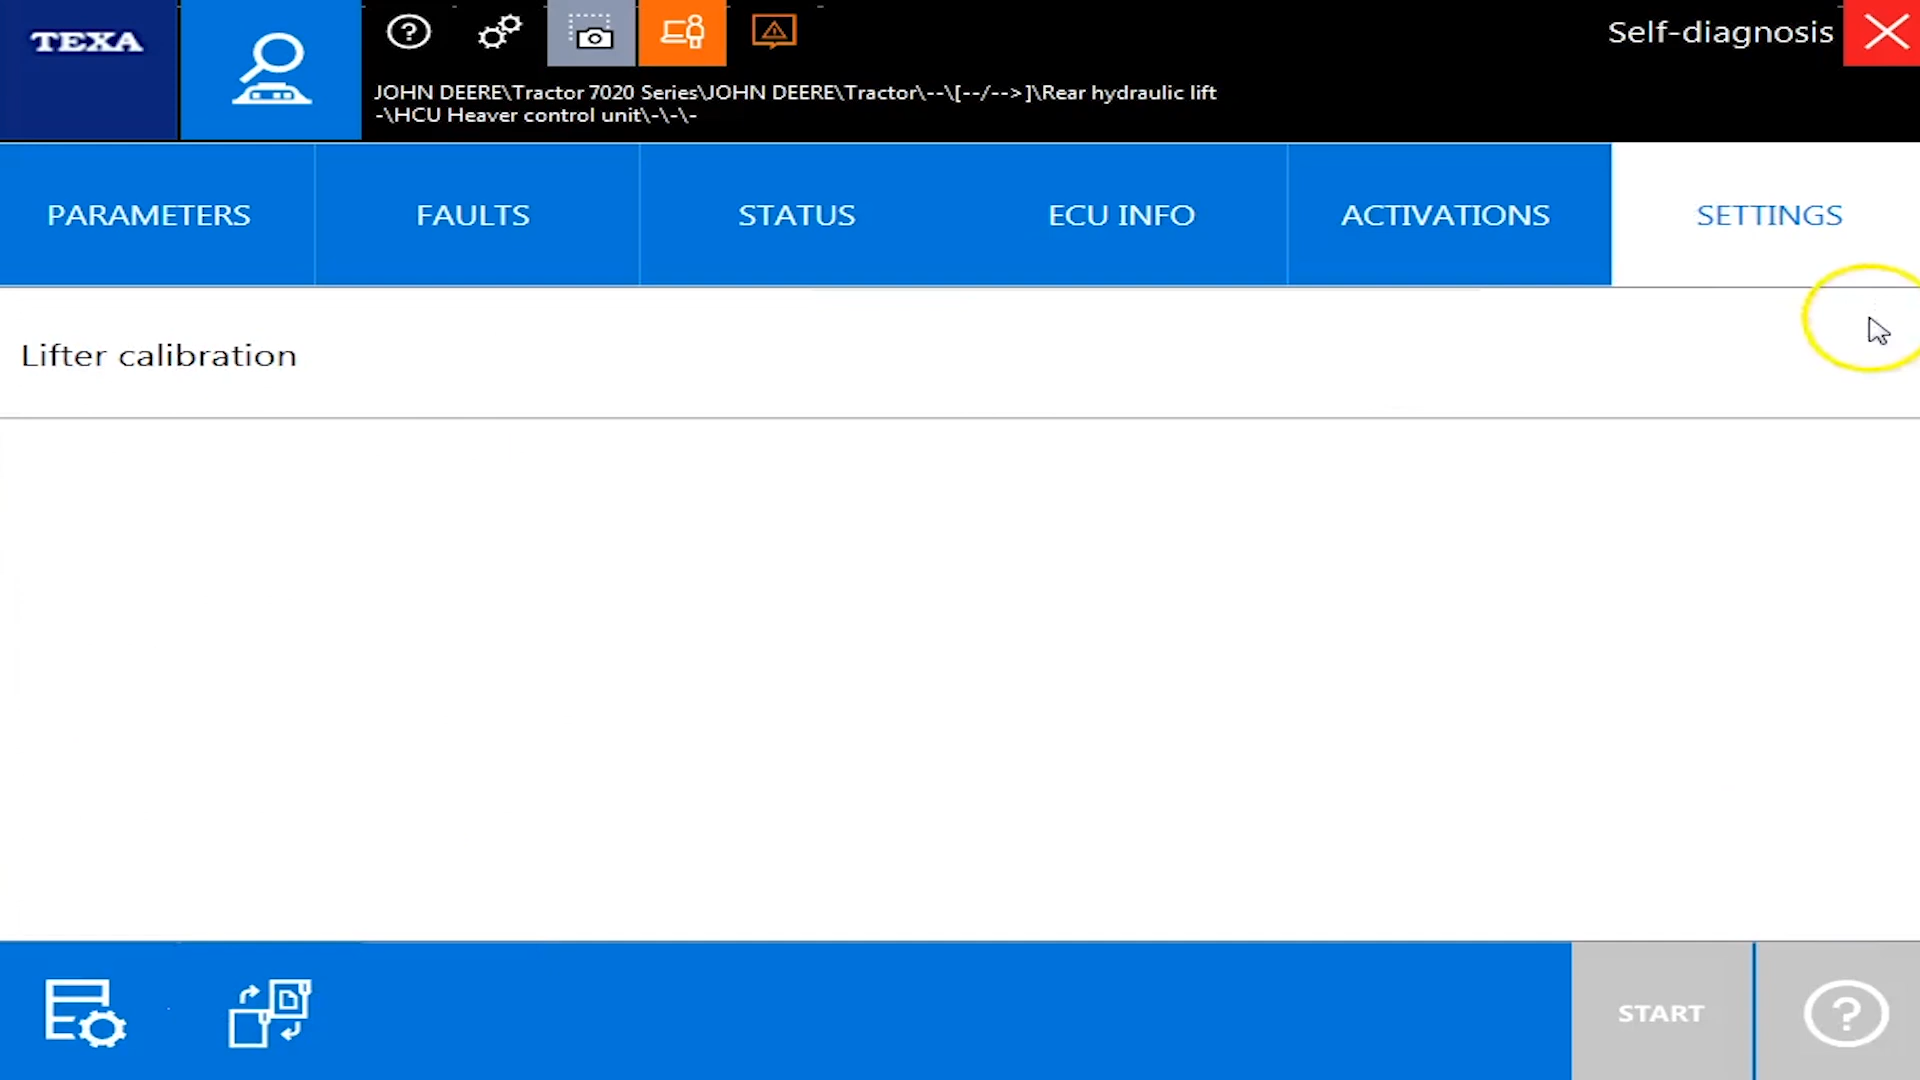 TEXA
Self-diagnosis
JOHN DEERE\Tractor 7020 Series\JOHN DEERE\Tractor\--\[--/-->]\Rear hydraulic lift
-\HCU Heaver control unit\-\-\-
PARAMETERS
FAULTS
STATUS
ECU INFO
ACTIVATIONS
SETTINGS
Lifter calibration
START